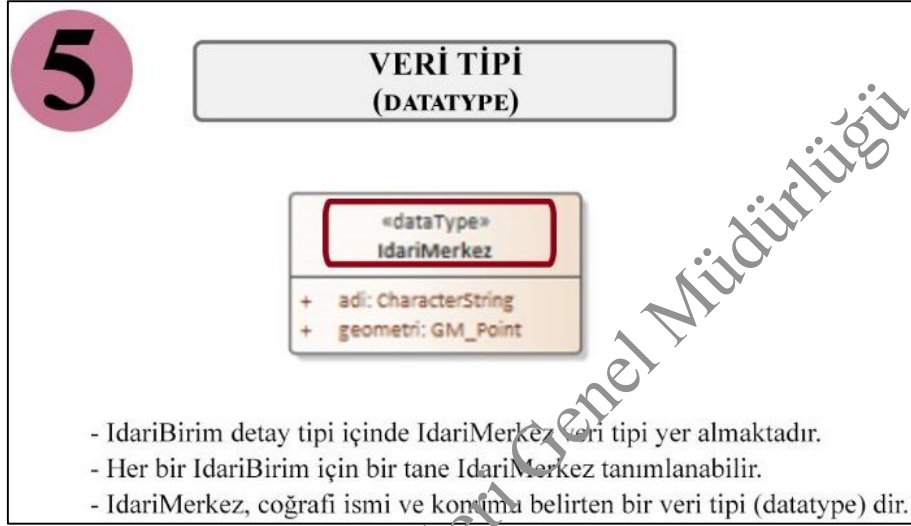 5
VERİ TİPİ
(DATATYPE)
«dataType»
IdariMerkez
+ adi: CharacterString
+ geometri: GM_Point
- IdariBirim detay tipi içinde IdariMerkez veri tipi yer almaktadır.
- Her bir IdariBirim için bir tane IdariMerkez tanımlanabilir.
- IdariMerkez, coğrafi ismi ve konumu belirten bir veri tipi (datatype) dir.
Genel Müdürlüğü